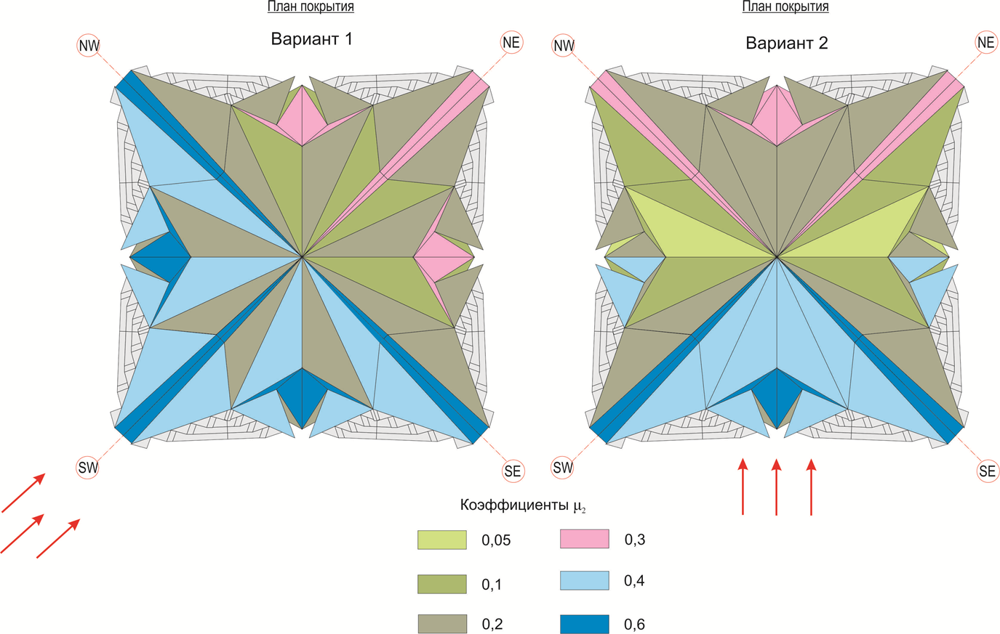 План покрытия
План покрытия
Вариант 1
Вариант 2
NW
NE
NW
NE
SW
SE
SW
SE
Коэффициенты μ₂
0,05
0,3
0,1
0,4
0,2
0,6